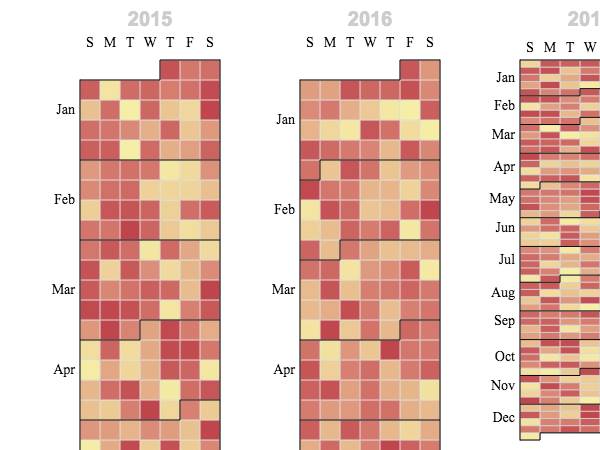 2015
2016
201
S M T W T F S
S M T W T F S
S M T W
Jan
Feb
Mar
Apr
Jan
Feb
Mar
Apr
Jan
Feb
Mar
Apr
May
Jun
Jul
Aug
Sep
Oct
Nov
Dec